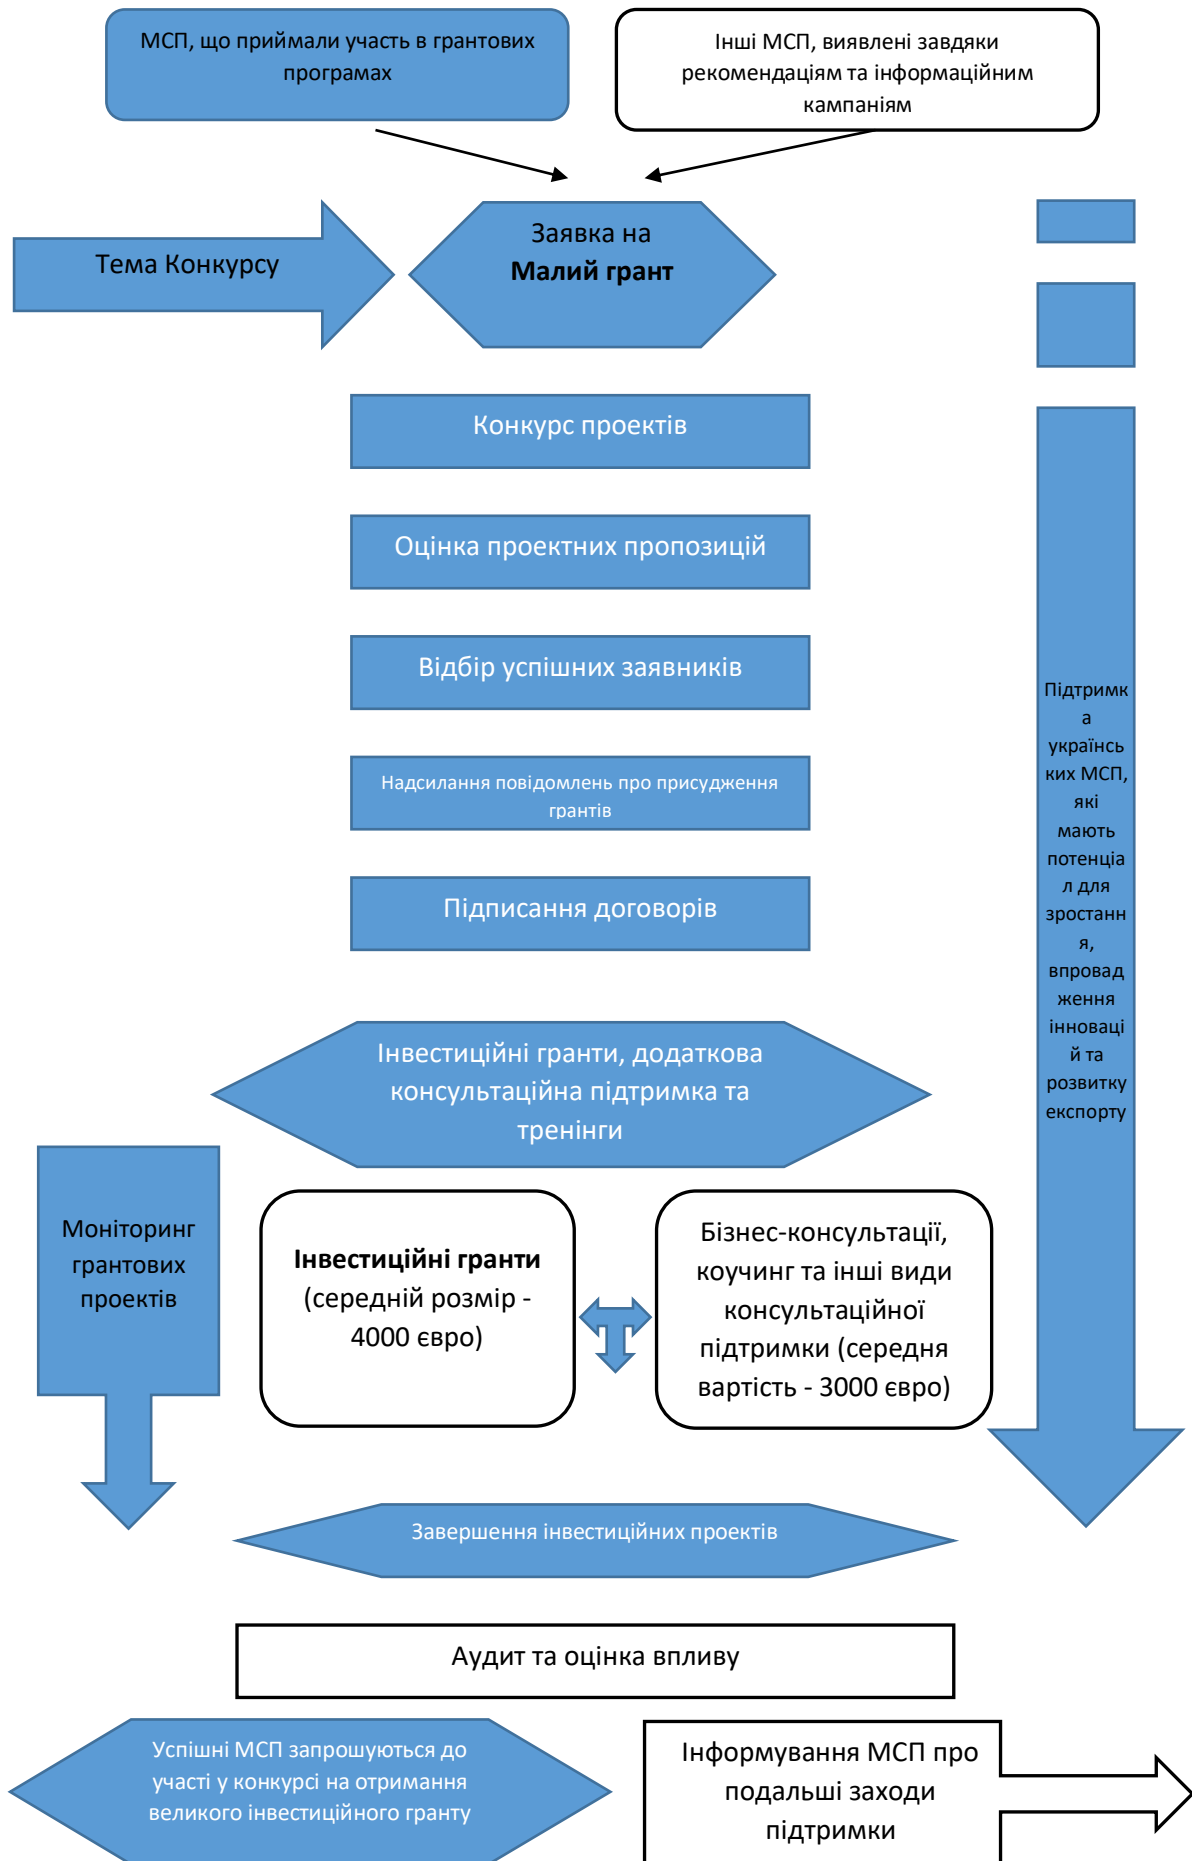 МСП, що приймали участь в грантових
програмах
Інші МСП, виявлені завдяки
рекомендаціям та інформаційним
кампаніям
Тема Конкурсу
Заявка на
Малий грант
Конкурс проектів
Оцінка проектних пропозицій
Відбір успішних заявників
Надсилання повідомлень про присудження
грантів
Підписання договорів
Підтримк
а
українсь
ких МСП,
які
мають
потенціа
л для
зростанн
я,
впровад
ження
інноваці
й та
розвитку
експорту
Інвестиційні гранти, додаткова
консультаційна підтримка та
тренінги
Моніторинг
грантових
проектів
Інвестиційні гранти
(середній розмір -
4000 євро)
Бізнес-консультації,
коучинг та інші види
консультаційної
підтримки (середня
вартість - 3000 євро)
Завершення інвестиційних проектів
Аудит та оцінка впливу
Успішні МСП запрошуються до
участі у конкурсі на отримання
великого інвестиційного гранту
Інформування МСП про
подальші заходи
підтримки